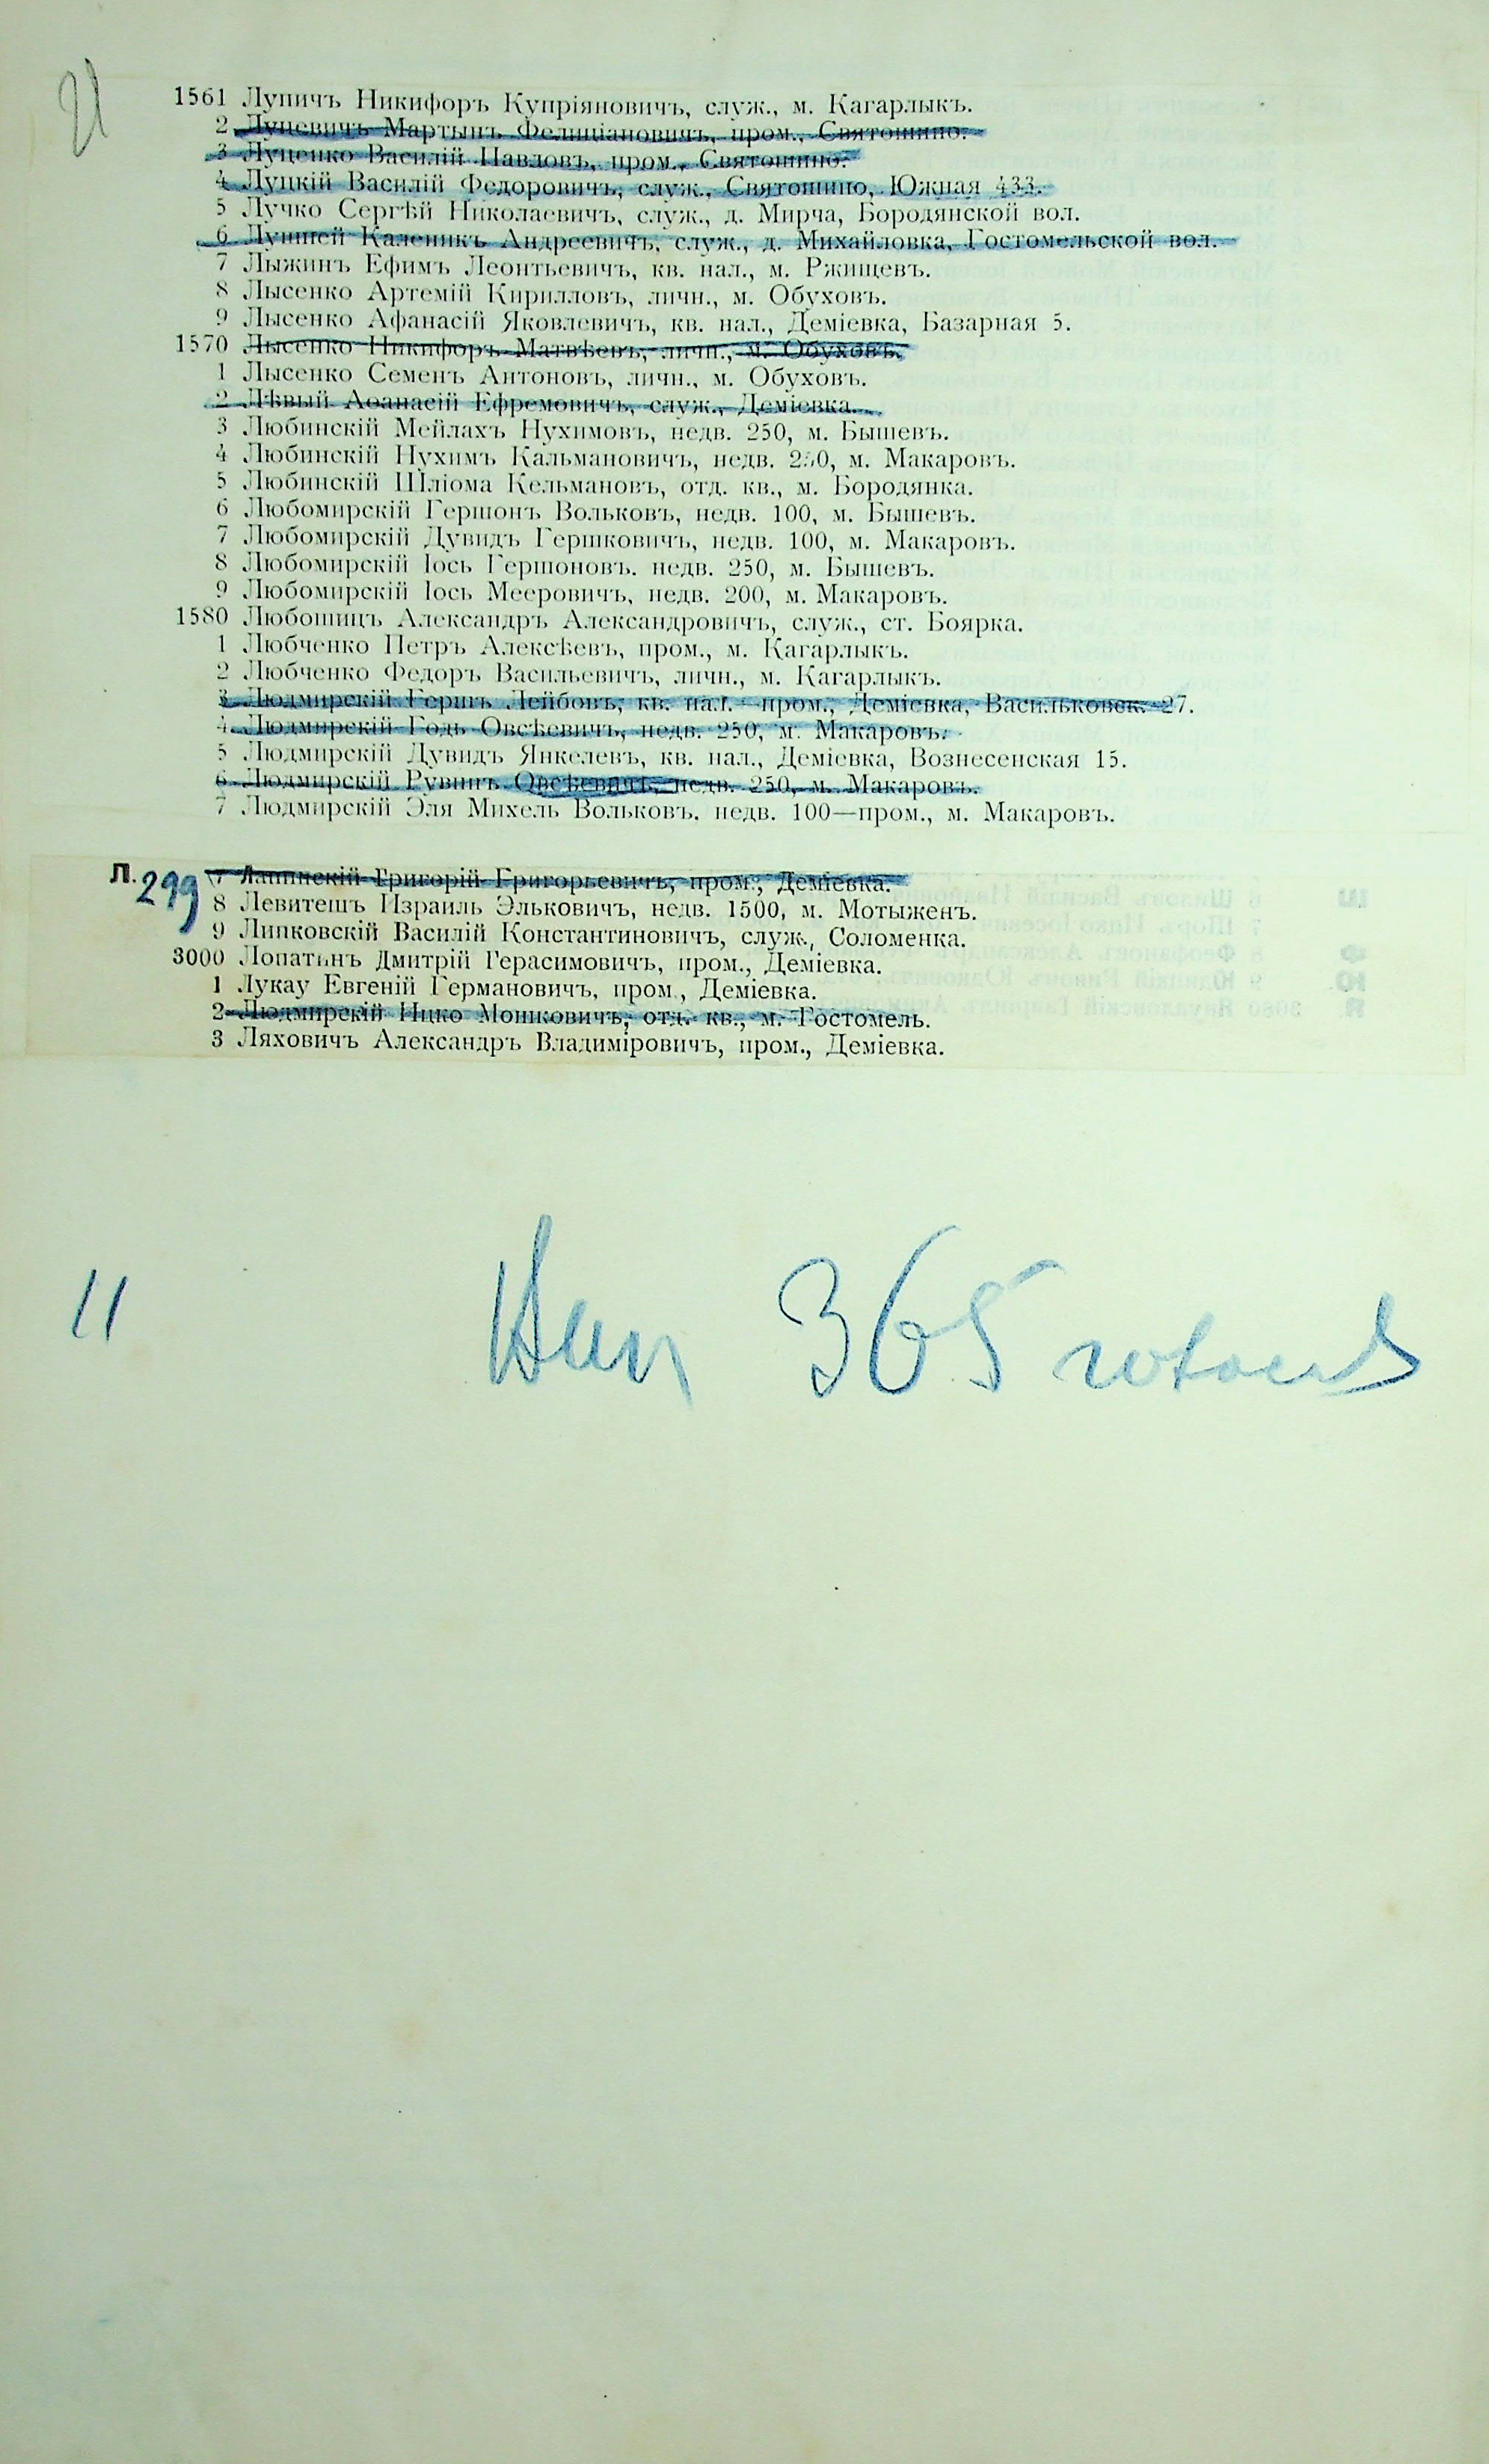 1561 Лупичъ Никифоръ Купріяновичъ, служ., м. Кагарлыкъ.
2 Луневичъ Мартынъ Фелиціановичъ, пром., Святошино.
3 Луценко Василій Павловъ, пром., Святошино.
4 Луцкій Василій Федоровичъ, служ., Святошино, Южная 433.
5 Лучко Сергѣй Николаевичъ, служ., д. Мирча, Бородянской вол.
6 Каленикъ Андреевичъ, служ., д. Михайловка, Гостомельской вол.
7 Лыжинъ Ефимъ Леонтьевичъ, кв. нал., м. Ржищевъ.
8 Лысенко Артемій Кирилловъ, личн., м. Обуховъ.
9 Лысенко Афанасій Яковлевичъ, кв. нал., Деміевка, Базарная 5.
1570 Лысенко Никифоръ Матвѣевъ, личн., м. Обуховъ.
1 Лысенко Семенъ Антоновъ, личн., м. Обуховъ.
2 Лѣвый Аѳанасій Ефремовичъ, служ., Деміевка.
3 Любинскій Мейлахъ Нухимовъ, недв. 250, м. Бышевъ.
4 Любинскій Нухимъ Кальмановичъ, недв. 250, м. Макаровъ.
5 Любинскій Шліома Кельмановъ, отд. кв., м. Бородянка.
6 Любомирскій Гершонъ Вольковъ, недв. 100, м. Бышевъ.
7 Любомирскій Дувидъ Гершковичъ, недв. 100, м. Макаровъ.
8 Любомирскій Іось Гершоновъ. недв. 250, м. Бышевъ.
9 Любомирскій Іось Мееровичъ, недв. 200, м. Макаровъ.
1580 Любошицъ Александръ Александровичъ, служ., ст. Боярка.
1 Любченко Петръ Алексѣевъ, пром., м. Кагарлыкъ.
2 Любченко Федоръ Васильевичъ, личн., м. Кагарлыкъ.
3 Людмирскій Гершъ Лейбовъ, кв. нал.—пром., Деміевка, Васильковск. 27.
4 Людмирскій Годь Овсѣевичъ, недв. 250, м. Макаровъ.
5 Людмирскій Дувидъ Янкелевъ, кв. нал., Деміевка, Вознесенская 15.
6 Людмирскій Рувинъ Овсѣевичъ, недв. 250, м. Макаровъ.
7 Людмирскій Эля Михель Вольковъ. недв. 100—пром., м. Макаровъ.
Л. 299 7 Григорій Григорьевичъ, пром., Деміевка.
8 Левитешъ Израиль Эльковичъ, недв. 1500, м. Мотыженъ.
9 Липковскій Василій Константиновичъ, служ., Соломенка.
3000 Лопатинъ Дмитрій Герасимовичъ, пром., Деміевка.
1 Лукау Евгеній Германовичъ, пром., Деміевка.
2 Людмирскій Ицко Мошковичъ, отд. кв., м. Гостомель.
3 Ляховичъ Александръ Владиміровичъ, пром., Деміевка.
11
365